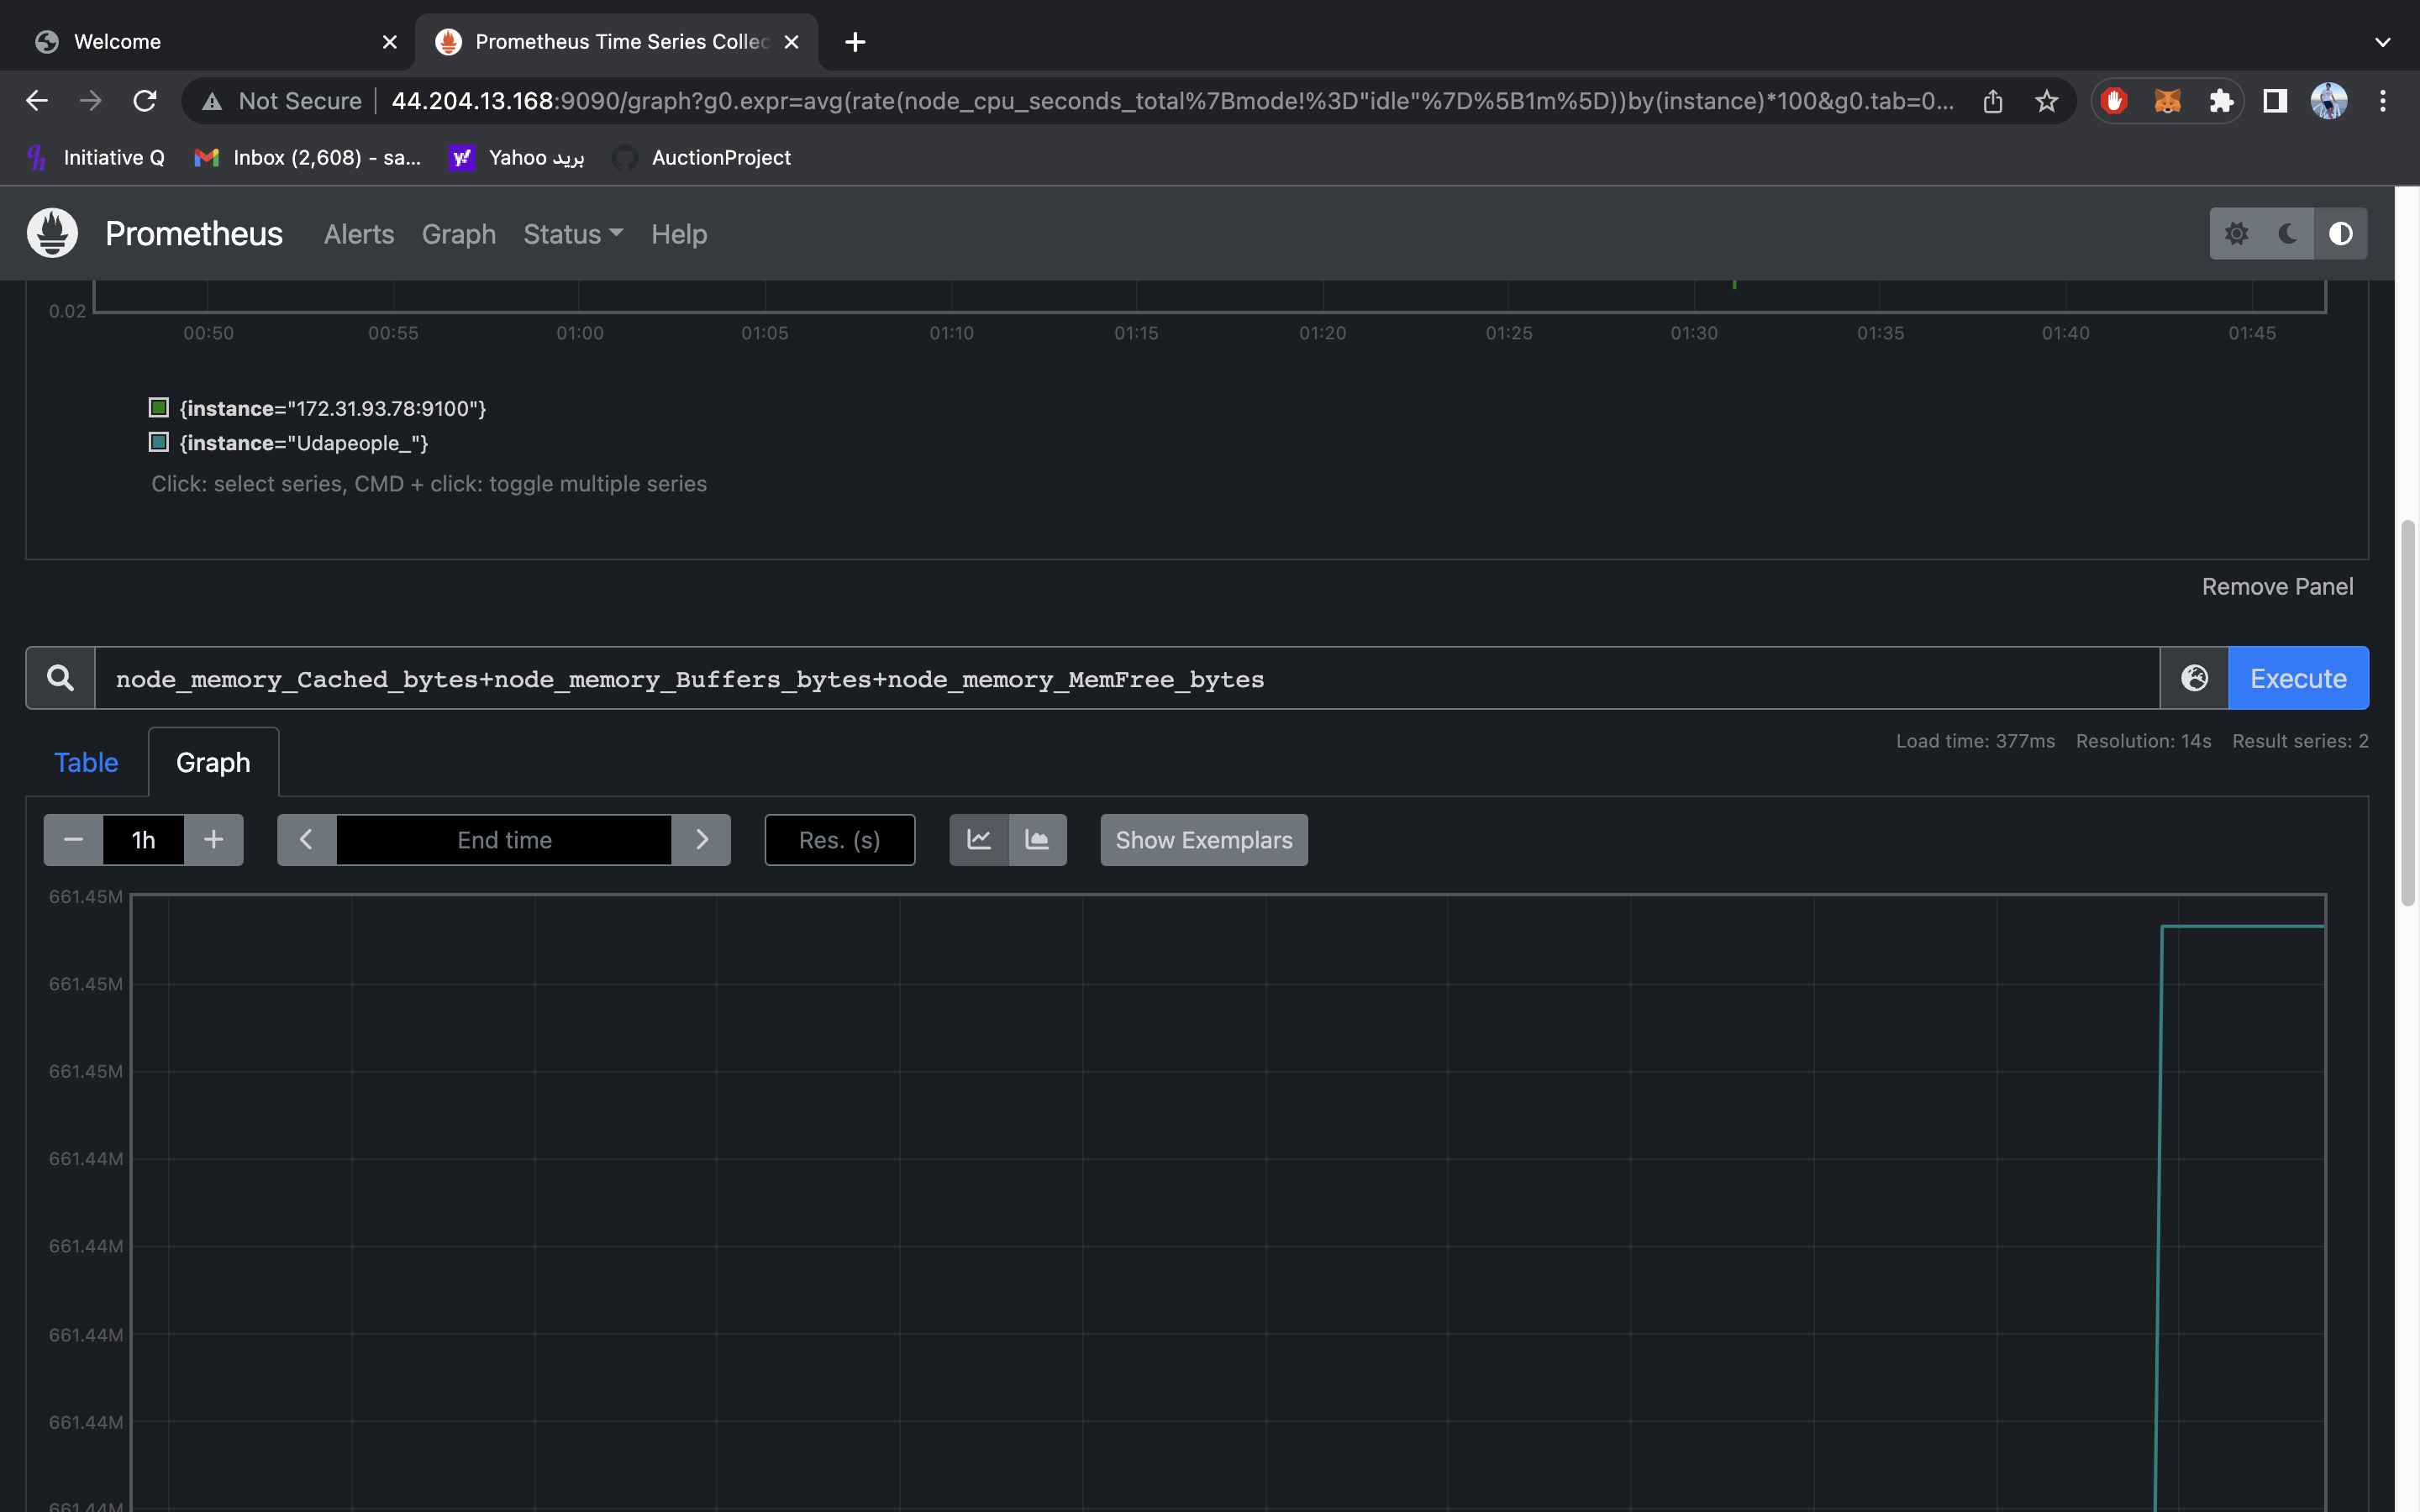 Welcome
Prometheus Time Series Collec
Not Secure
44.204.13.168:9090/graph?g0.expr=avg(rate(node_cpu_seconds_total%7Bmode!%3D"idle"%7D%5B1m%5D))by(instance)*100&g0.tab=0...
Initiative Q
Inbox (2,608) - sa...
Yahoo بريد
AuctionProject
Prometheus Alerts Graph Status Help
0.02
00:50 00:55 01:00 01:05 01:10 01:15 01:20 01:25 01:30 01:35 01:40 01:45
{instance="172.31.93.78:9100"}
{instance="Udapeople_"}
Click: select series, CMD + click: toggle multiple series
Remove Panel
node_memory_Cached_bytes+node_memory_Buffers_bytes+node_memory_MemFree_bytes
Execute
Table
Graph
Load time: 377ms Resolution: 14s Result series: 2
1h
End time
Res. (s)
Show Exemplars
661.45M
661.45M
661.45M
661.44M
661.44M
661.44M
661.44M
661.44M